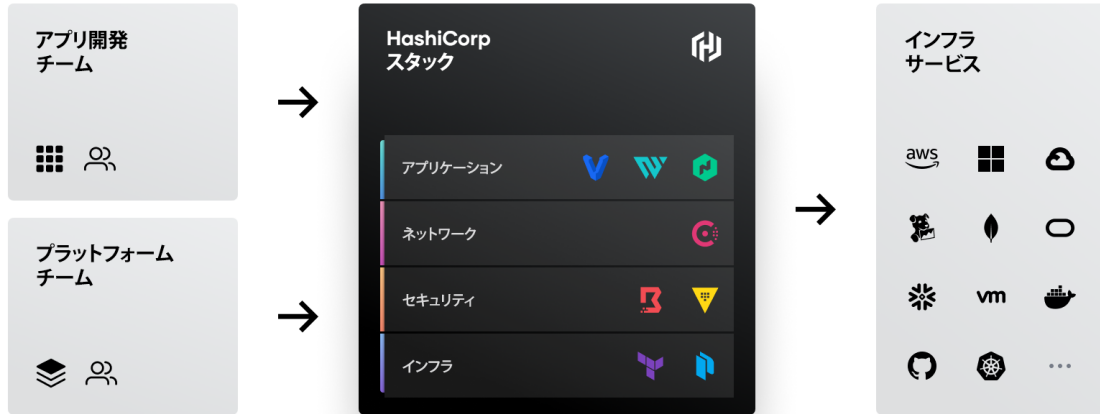 アプリ開発
チーム
プラットフォーム
チーム
HashiCorp
スタック
アプリケーション
ネットワーク
セキュリティ
インフラ
インフラ
サービス
aws
vm